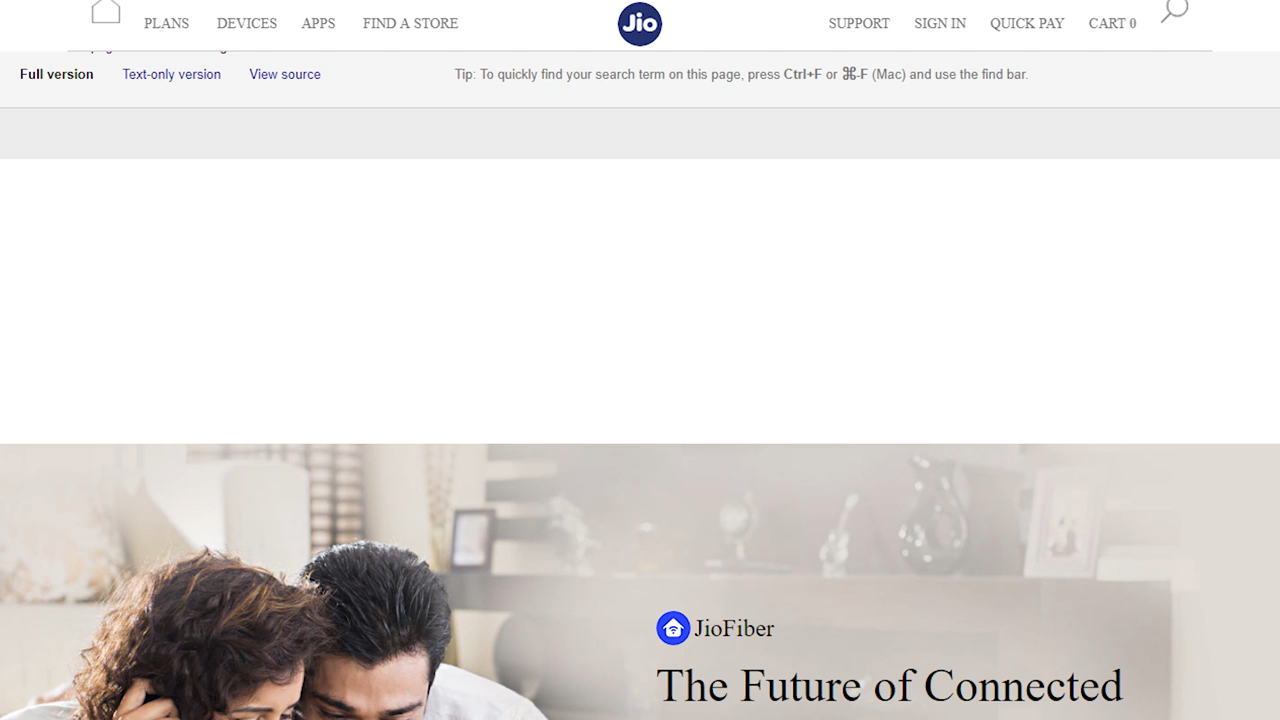 PLANS DEVICES APPS FIND A STORE Jio SUPPORT SIGN IN QUICK PAY CART 0
Full version Text-only version View source Tip: To quickly find your search term on this page, press Ctrl+F or ⌘-F (Mac) and use the find bar.
JioFiber
The Future of Connected